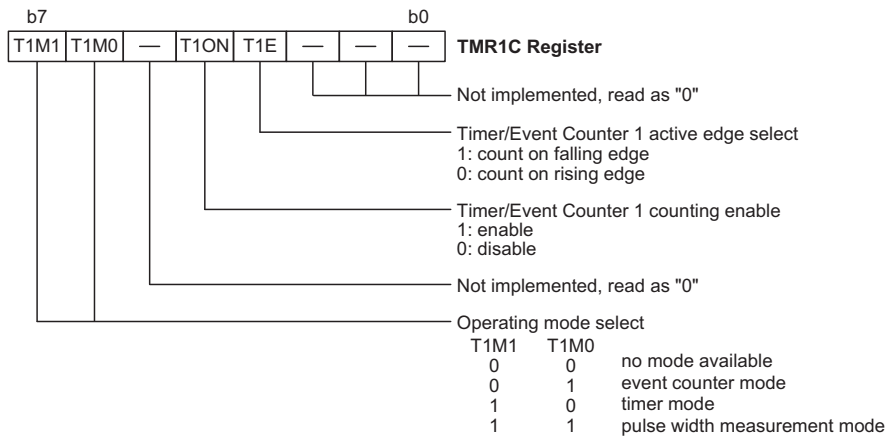 b7 b0
T1M1 T1M0 — T1ON T1E — — — TMR1C Register
Not implemented, read as "0"
Timer/Event Counter 1 active edge select
1: count on falling edge
0: count on rising edge
Timer/Event Counter 1 counting enable
1: enable
0: disable
Not implemented, read as "0"
Operating mode select
T1M1 T1M0
0 0 no mode available
0 1 event counter mode
1 0 timer mode
1 1 pulse width measurement mode